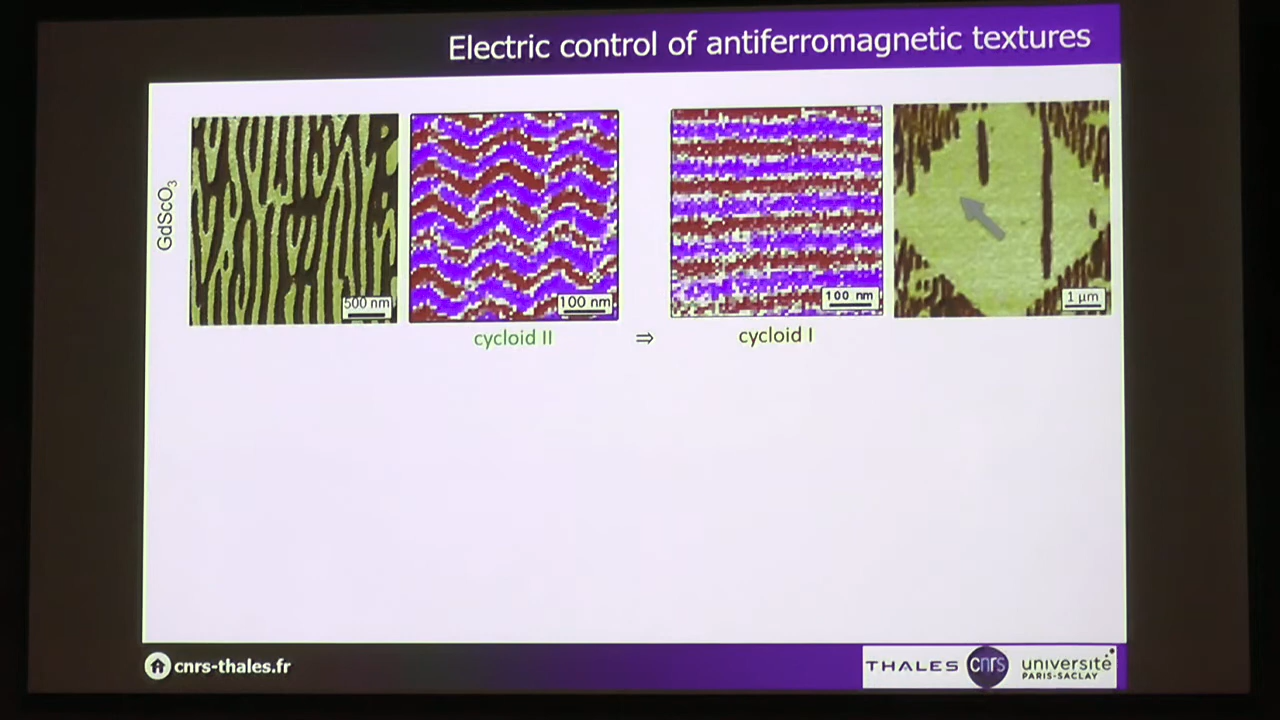 Electric control of antiferromagnetic textures
GdScO₃
500 nm
100 nm
100 nm
1 µm
cycloid II
⇒
cycloid I
cnrs-thales.fr
THALES
cnrs
université
PARIS-SACLAY